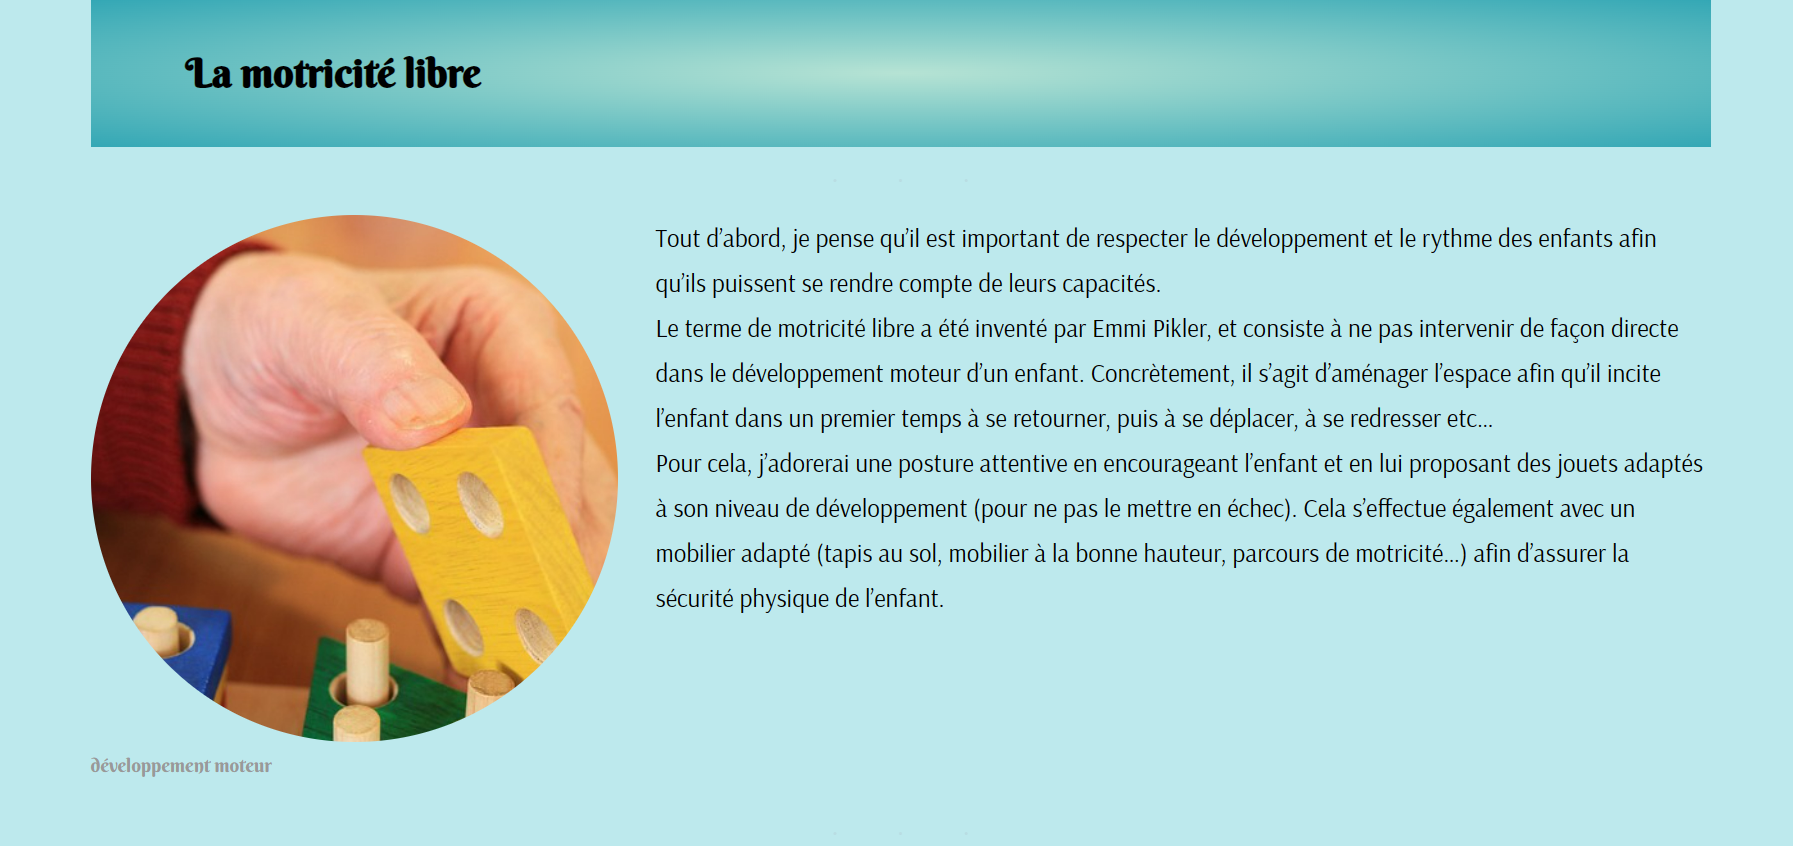 La motricité libre
Tout d’abord, je pense qu’il est important de respecter le développement et le rythme des enfants afin
qu’ils puissent se rendre compte de leurs capacités.
Le terme de motricité libre a été inventé par Emmi Pikler, et consiste à ne pas intervenir de façon directe
dans le développement moteur d’un enfant. Concrètement, il s’agit d’aménager l’espace afin qu’il incite
l’enfant dans un premier temps à se retourner, puis à se déplacer, à se redresser etc…
Pour cela, j’adorerai une posture attentive en encourageant l’enfant et en lui proposant des jouets adaptés
à son niveau de développement (pour ne pas le mettre en échec). Cela s’effectue également avec un
mobilier adapté (tapis au sol, mobilier à la bonne hauteur, parcours de motricité…) afin d’assurer la
sécurité physique de l’enfant.
développement moteur